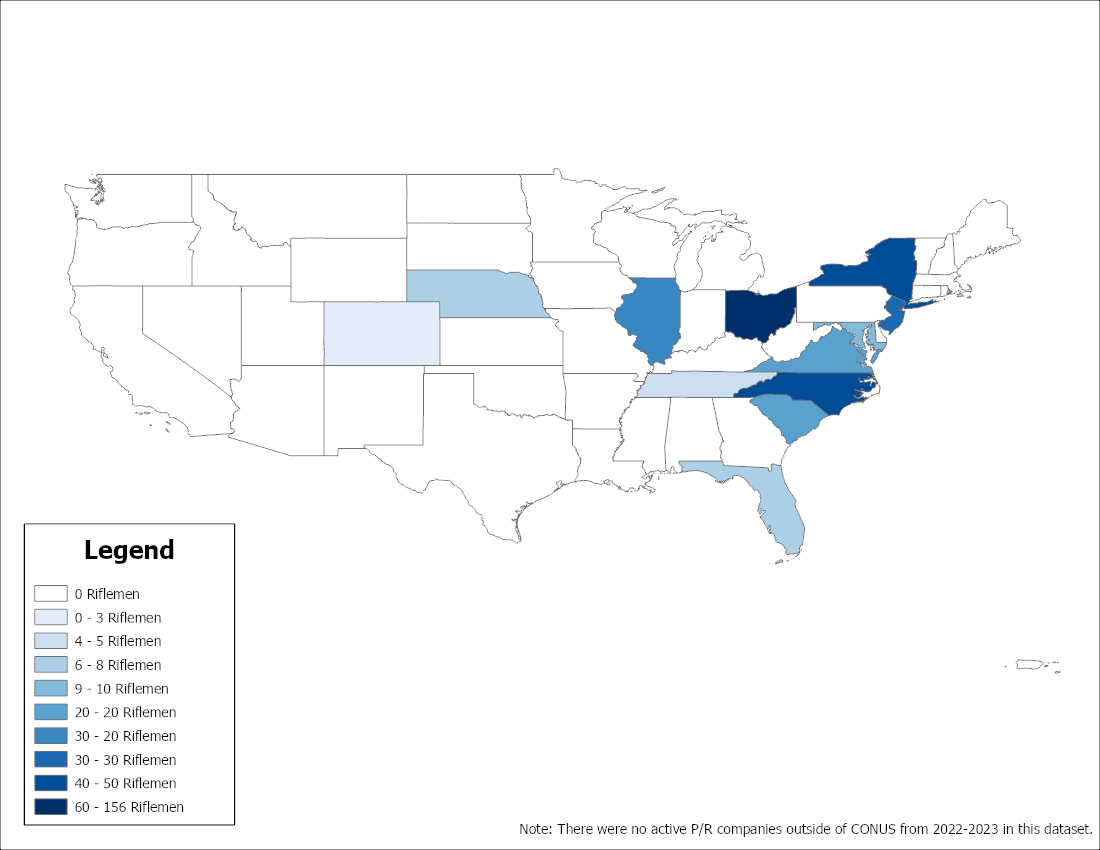 Legend
0 Riflemen
0 - 3 Riflemen
4 - 5 Riflemen
6 - 8 Riflemen
9 - 10 Riflemen
20 - 20 Riflemen
30 - 20 Riflemen
30 - 30 Riflemen
40 - 50 Riflemen
60 - 156 Riflemen
Note: There were no active P/R companies outside of CONUS from 2022-2023 in this dataset.